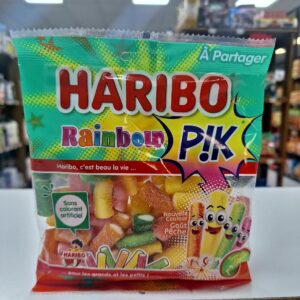 À Partager
HARIBO
Rainbow P!K
Haribo, c'est beau la vie ...
Sans
colorant
artificiel
Nouvelle
Couleur
Goût
Pêche
HARIBO
Pour les grands et les petits !